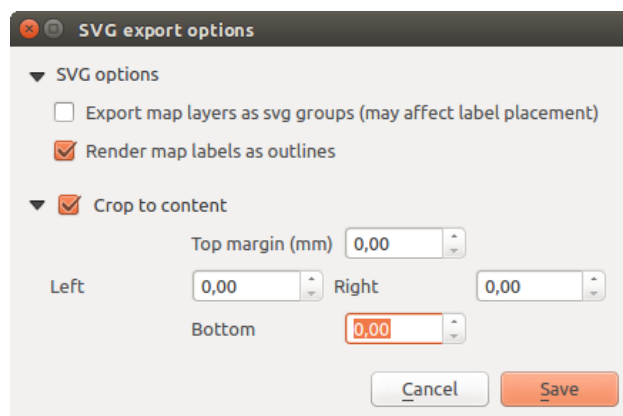 SVG export options
SVG options
Export map layers as svg groups (may affect label placement)
Render map labels as outlines
Crop to content
Top margin (mm) 0,00
Left 0,00 Right 0,00
Bottom 0,00
Cancel Save